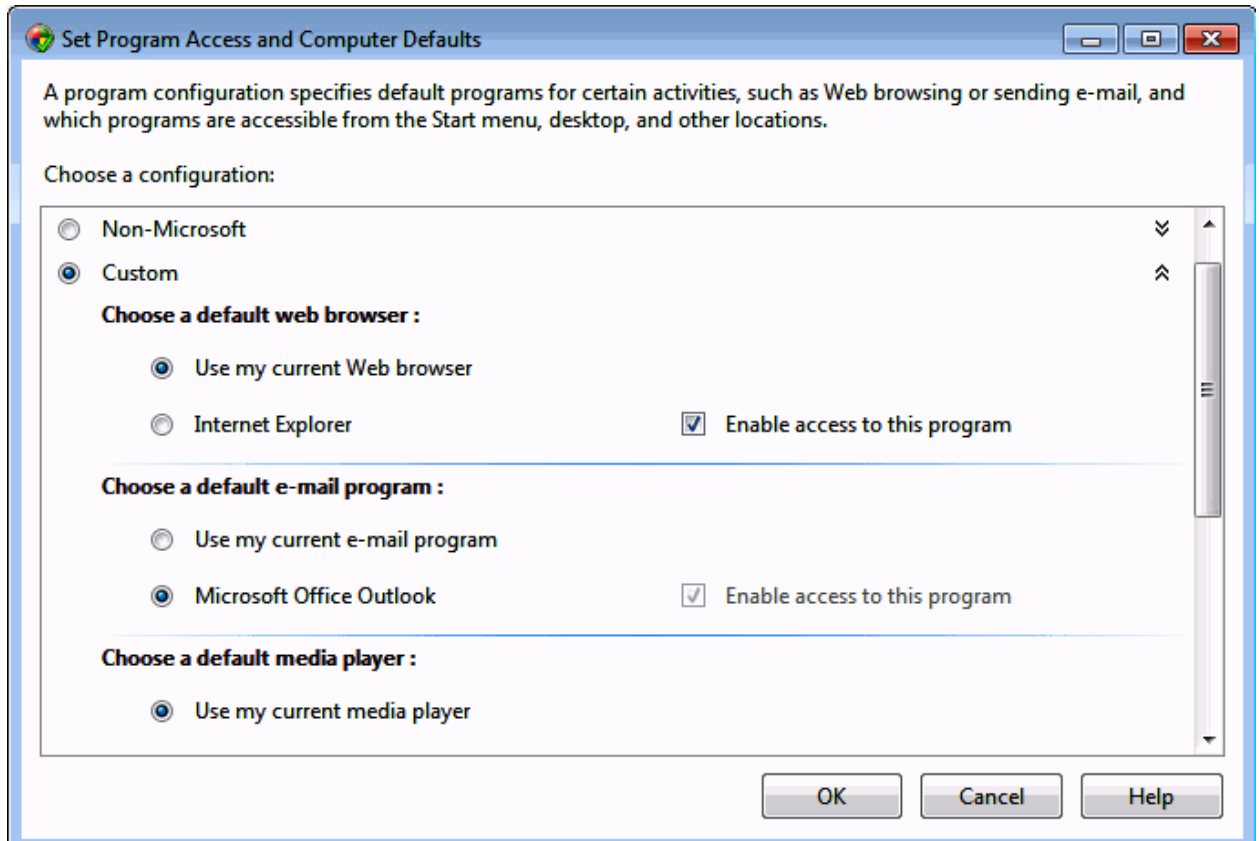 Set Program Access and Computer Defaults
A program configuration specifies default programs for certain activities, such as Web browsing or sending e-mail, and
which programs are accessible from the Start menu, desktop, and other locations.
Choose a configuration:
Non-Microsoft
Custom
Choose a default web browser :
Use my current Web browser
Internet Explorer Enable access to this program
Choose a default e-mail program :
Use my current e-mail program
Microsoft Office Outlook Enable access to this program
Choose a default media player :
Use my current media player
OK Cancel Help